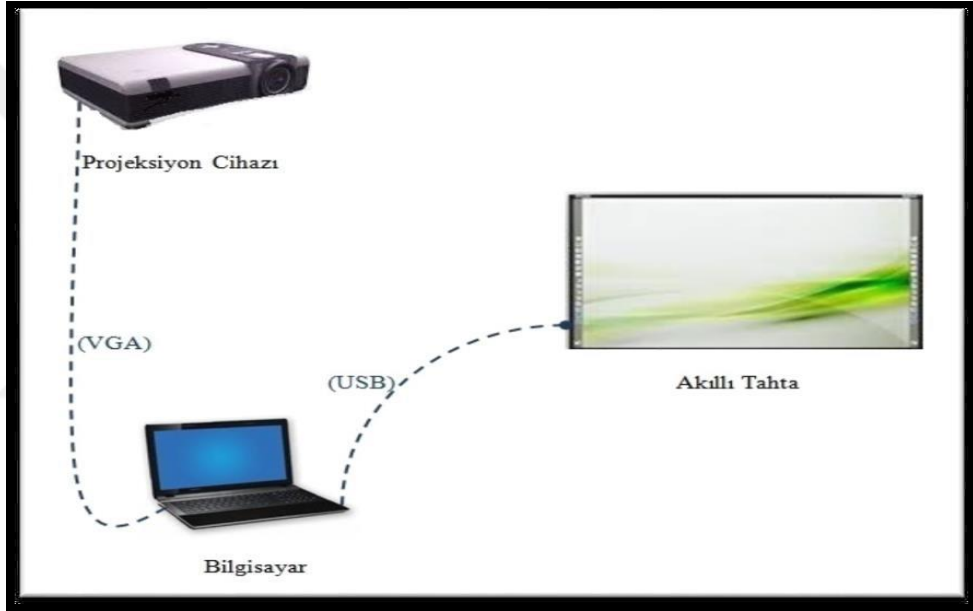 Projeksiyon Cihazı
(VGA)
(USB)
Akıllı Tahta
Bilgisayar